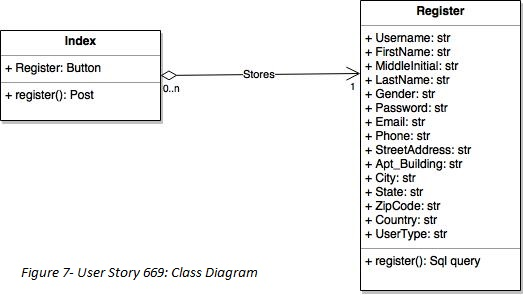 Index
+ Register: Button
+ register(): Post
Stores
0..n
1
Register
+ Username: str
+ FirstName: str
+ MiddleInitial: str
+ LastName: str
+ Gender: str
+ Password: str
+ Email: str
+ Phone: str
+ StreetAddress: str
+ Apt_Building: str
+ City: str
+ State: str
+ ZipCode: str
+ Country: str
+ UserType: str
+ register(): Sql query
Figure 7- User Story 669: Class Diagram